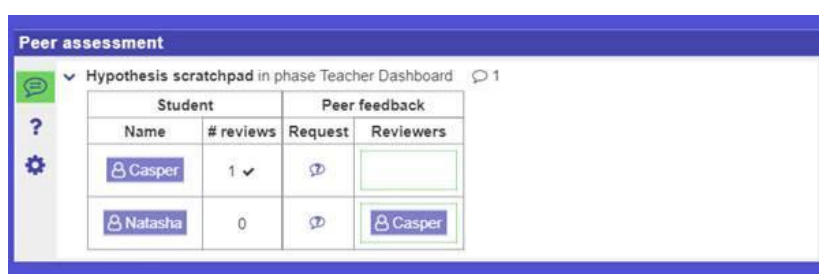 Peer assessment
Hypothesis scratchpad in phase Teacher Dashboard 1
Student Peer feedback
Name # reviews Request Reviewers
Casper 1 ✔
Natasha 0 Casper
?